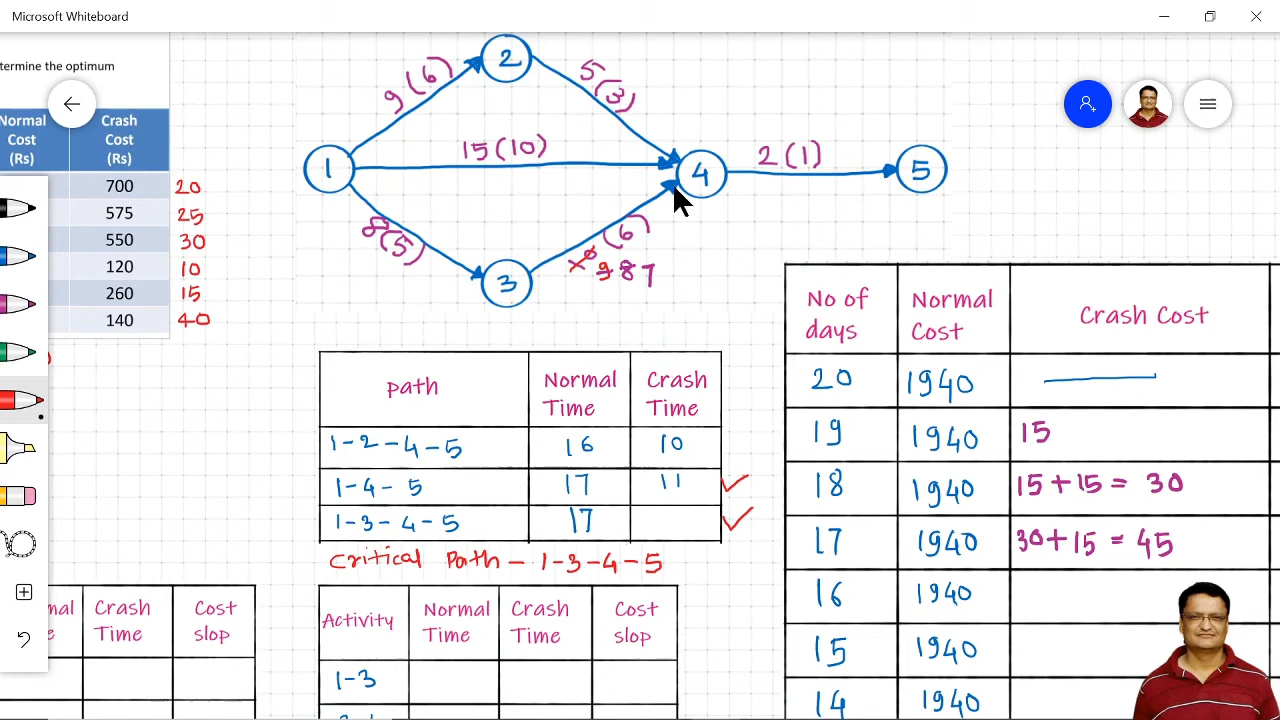 Microsoft Whiteboard
termine the optimum
Normal
Cost
(Rs)
Crash
Cost
(Rs)
700 20
575 25
550 30
120 10
260 15
140 40
1
2
3
4
5
9(6)
5(3)
15(10)
2(1)
8(5)
(6)
9 8 7
path Normal Time Crash Time
1-2-4-5 16 10
1-4-5 17 11
1-3-4-5 17
Critical Path - 1-3-4-5
Crash Time Cost slop
Activity Normal Time Crash Time Cost slop
1-3
No of days Normal Cost Crash Cost
20 1940
19 1940 15
18 1940 15+15 = 30
17 1940 30+15 = 45
16 1940
15 1940
14 1940